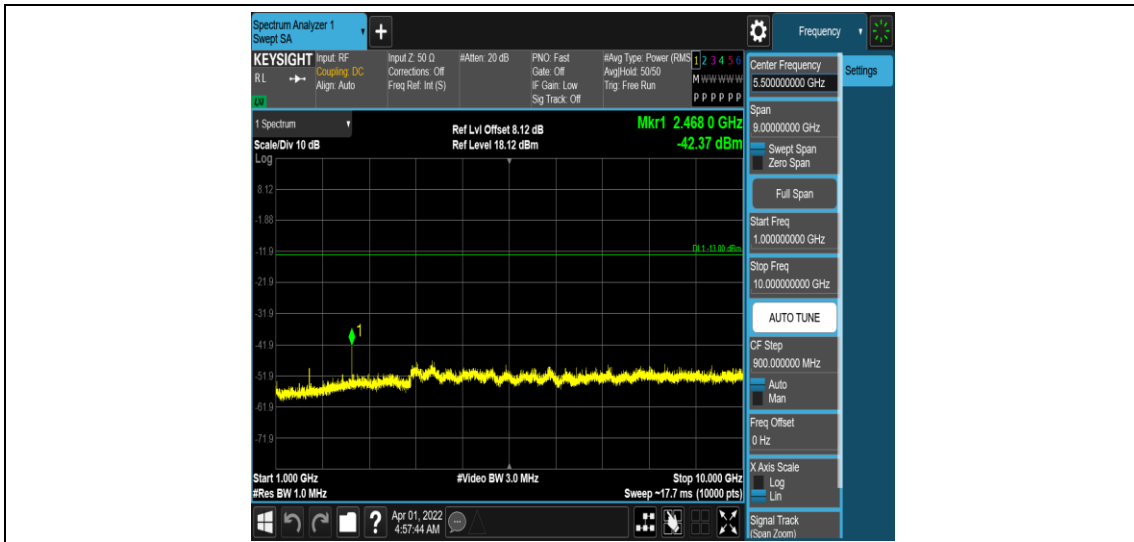 Spectrum Analyzer 1
Swept SA
+
Frequency
KEYSIGHT
RL
LXI
Input: RF
Coupling: DC
Align: Auto
Input Z: 50 Ω
Corrections: Off
Freq Ref: Int (S)
#Atten: 20 dB
PNO: Fast
Gate: Off
IF Gain: Low
Sig Track: Off
#Avg Type: Power (RMS
Avg|Hold: 50/50
Trig: Free Run
1 2 3 4 5 6
M W W W W W
P P P P P P
1 Spectrum
Scale/Div 10 dB
Log
Ref Lvl Offset 8.12 dB
Ref Level 18.12 dBm
Mkr1 2.468 0 GHz
-42.37 dBm
8.12
-1.88
-11.9
DL1 -13.00 dBm
-21.9
-31.9
1
-41.9
-51.9
-61.9
-71.9
Start 1.000 GHz
#Res BW 1.0 MHz
#Video BW 3.0 MHz
Stop 10.000 GHz
Sweep ~17.7 ms (10000 pts)
?
Apr 01, 2022
4:57:44 AM
Center Frequency
5.500000000 GHz
Settings
Span
9.00000000 GHz
Swept Span
Zero Span
Full Span
Start Freq
1.000000000 GHz
Stop Freq
10.000000000 GHz
AUTO TUNE
CF Step
900.000000 MHz
Auto
Man
Freq Offset
0 Hz
X Axis Scale
Log
Lin
Signal Track
(Span Zoom)